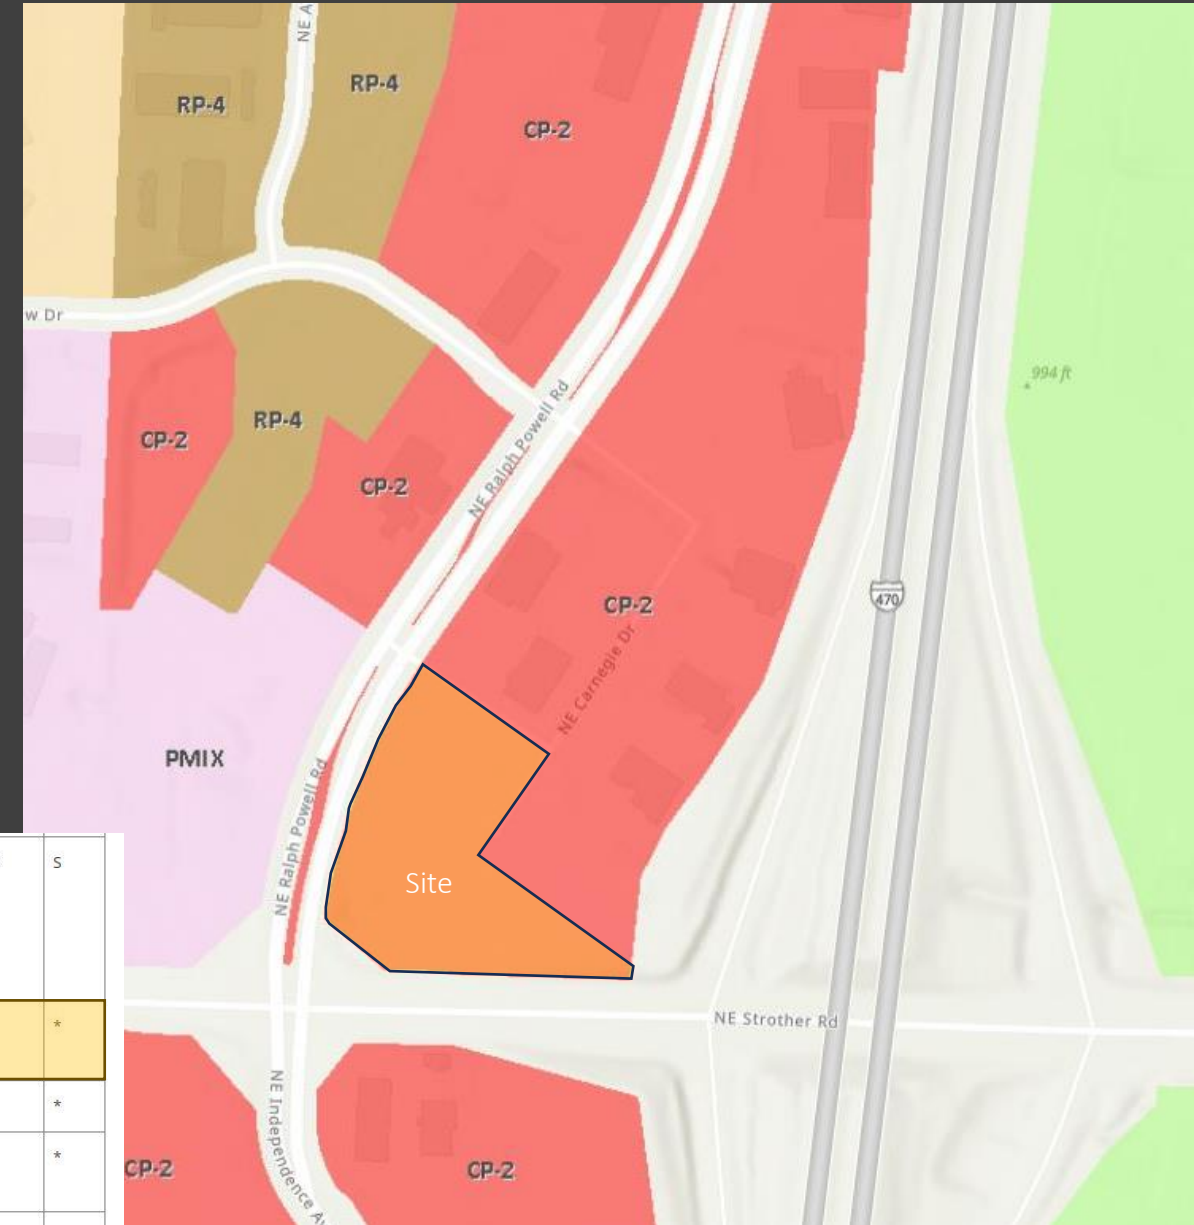 NE A
RP-4
RP-4
CP-2
w Dr
994 ft
NE Ralph Powell Rd
RP-4
CP-2
CP-2
470
CP-2
NE Carnegie Dr
PMIX
NE Ralph Powell Rd
Site
S
*
*
*
NE Strother Rd
NE Independence Av
CP-2
CP-2